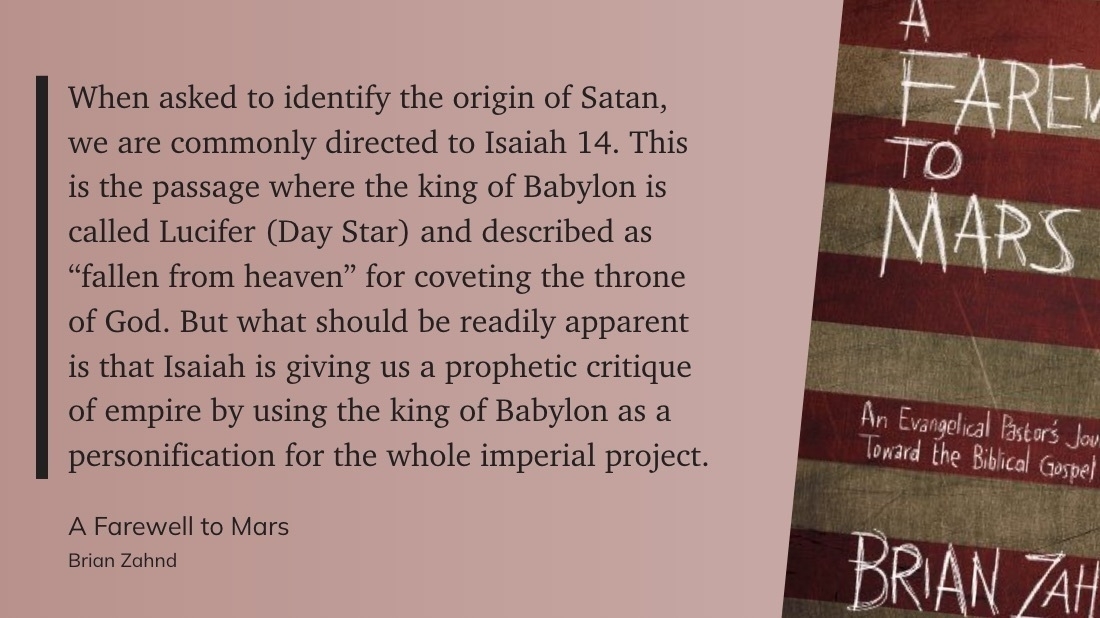 When asked to identify the origin of Satan,
we are commonly directed to Isaiah 14. This
is the passage where the king of Babylon is
called Lucifer (Day Star) and described as
“fallen from heaven” for coveting the throne
of God. But what should be readily apparent
is that Isaiah is giving us a prophetic critique
of empire by using the king of Babylon as a
personification for the whole imperial project.
A Farewell to Mars
Brian Zahnd
A
FAREW
TO
MARS
An Evangelical Pastor's Jou
Toward the Biblical Gospel
BRIAN ZAH